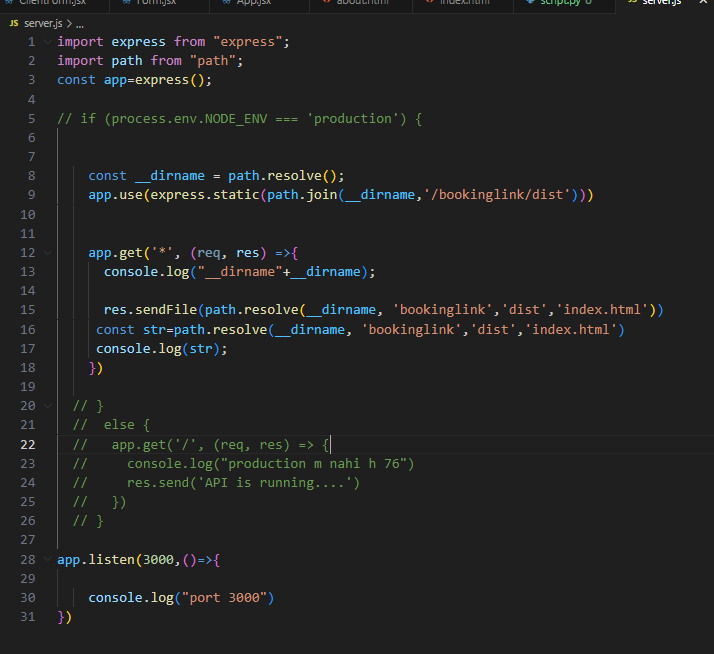 ClientForm.jsx Form.jsx App.jsx about.html index.html script.py 6 server.js
JS server.js > ...
1 import express from "express";
2 import path from "path";
3 const app=express();
4
5 // if (process.env.NODE_ENV === 'production') {
6
7
8 const __dirname = path.resolve();
9 app.use(express.static(path.join(__dirname,'/bookinglink/dist')))
10
11
12 app.get('*', (req, res) =>{
13 console.log("__dirname"+__dirname);
14
15 res.sendFile(path.resolve(__dirname, 'bookinglink','dist','index.html'))
16 const str=path.resolve(__dirname, 'bookinglink','dist','index.html')
17 console.log(str);
18 })
19
20 // }
21 // else {
22 // app.get('/', (req, res) => {
23 // console.log("production m nahi h 76")
24 // res.send('API is running....')
25 // })
26 // }
27
28 app.listen(3000,()=>{
29
30 console.log("port 3000")
31 })